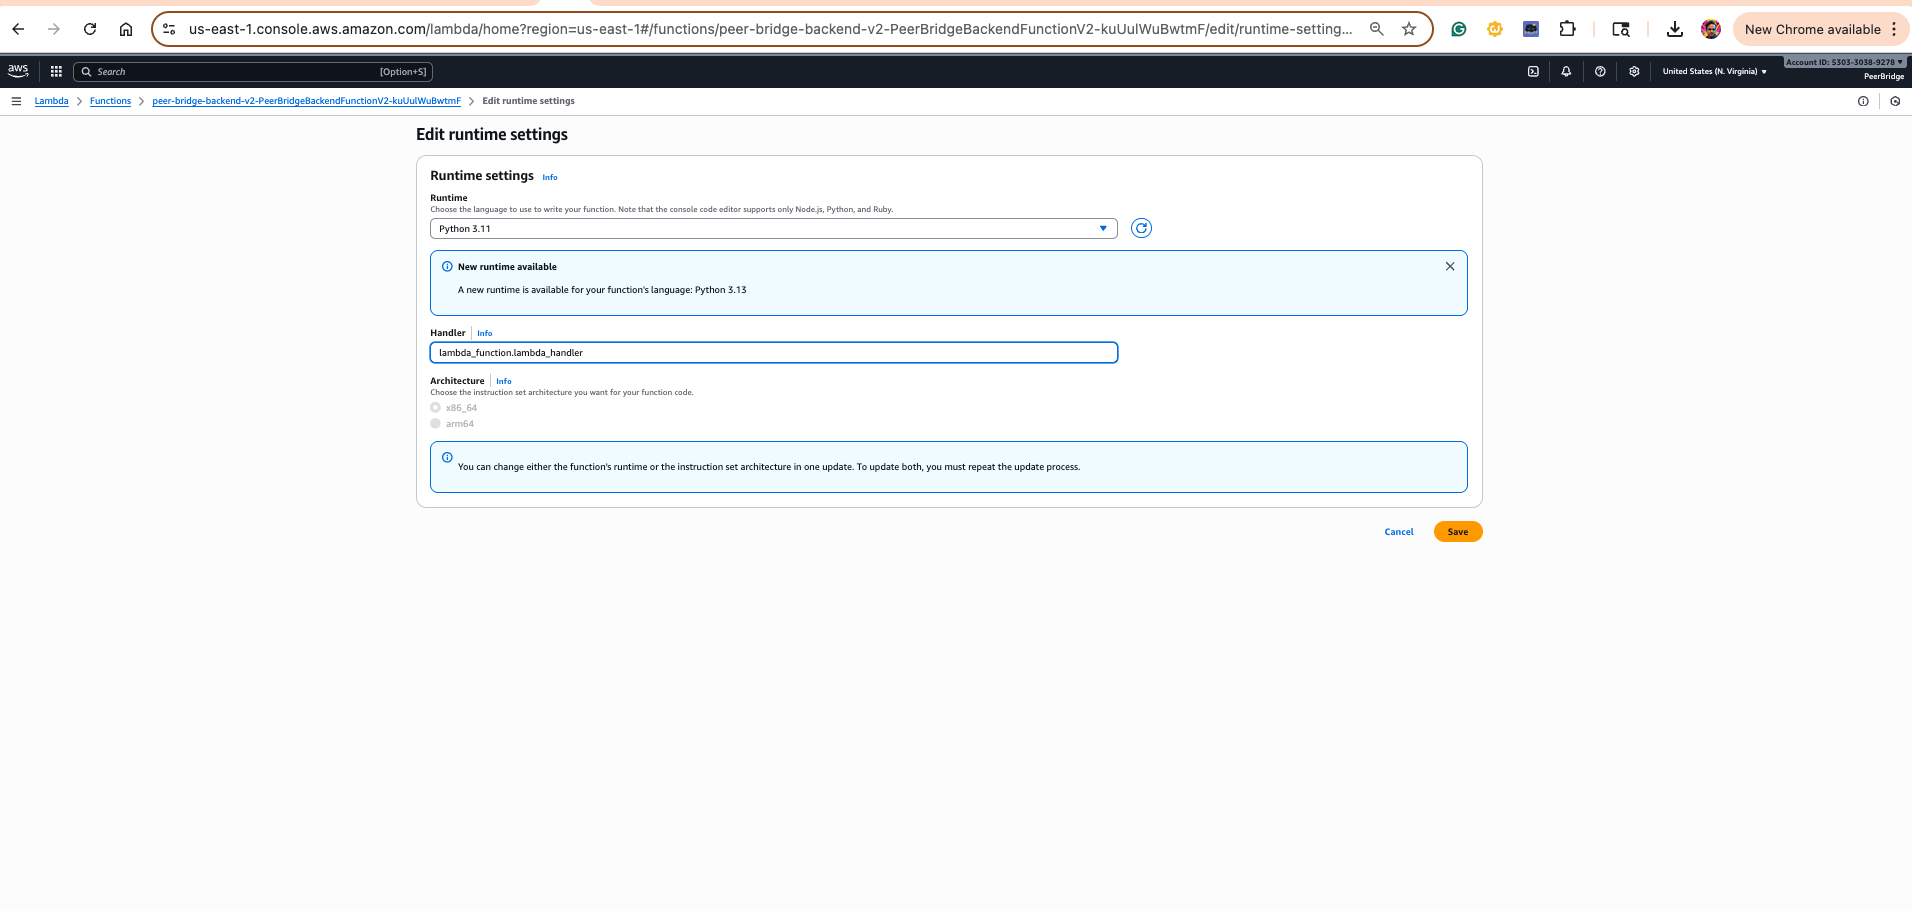 us-east-1.console.aws.amazon.com/lambda/home?region=us-east-1#/functions/peer-bridge-backend-v2-PeerBridgeBackendFunctionV2-kuUulWuBwtmF/edit/runtime-setting...
New Chrome available
aws
Search
[Option+S]
United States (N. Virginia)
Account ID: 5303-3038-9278
PeerBridge
Lambda
Functions
peer-bridge-backend-v2-PeerBridgeBackendFunctionV2-kuUulWuBwtmF
Edit runtime settings
Edit runtime settings
Runtime settings Info
Runtime
Choose the language to use to write your function. Note that the console code editor supports only Node.js, Python, and Ruby.
Python 3.11
New runtime available
A new runtime is available for your function's language: Python 3.13
Handler Info
lambda_function.lambda_handler
Architecture Info
Choose the instruction set architecture you want for your function code.
x86_64
arm64
You can change either the function's runtime or the instruction set architecture in one update. To update both, you must repeat the update process.
Cancel
Save